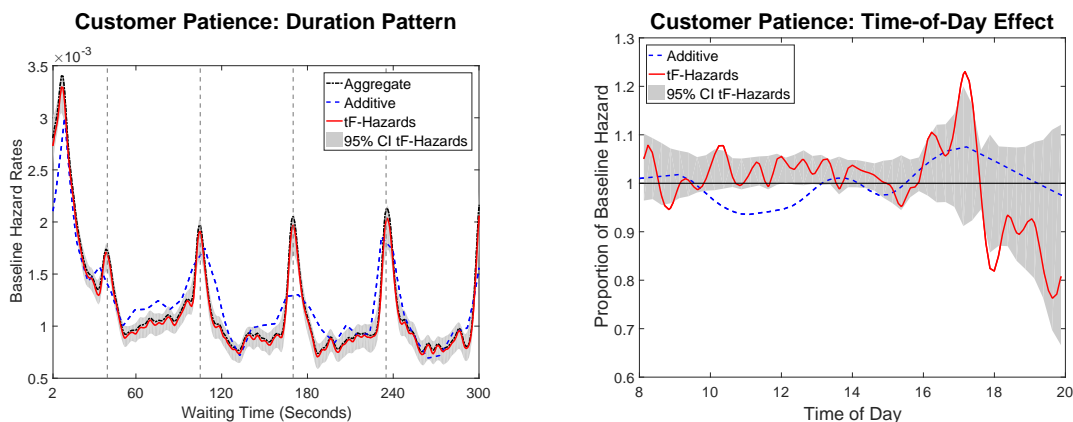 Customer Patience: Duration Pattern
×10⁻³
3.5
3
2.5
2
1.5
1
0.5
Baseline Hazard Rates
Aggregate
Additive
tF-Hazards
95% CI tF-Hazards
2 60 120 180 240 300
Waiting Time (Seconds)
Customer Patience: Time-of-Day Effect
1.3
1.2
1.1
1
0.9
0.8
0.7
0.6
Proportion of Baseline Hazard
Additive
tF-Hazards
95% CI tF-Hazards
8 10 12 14 16 18 20
Time of Day